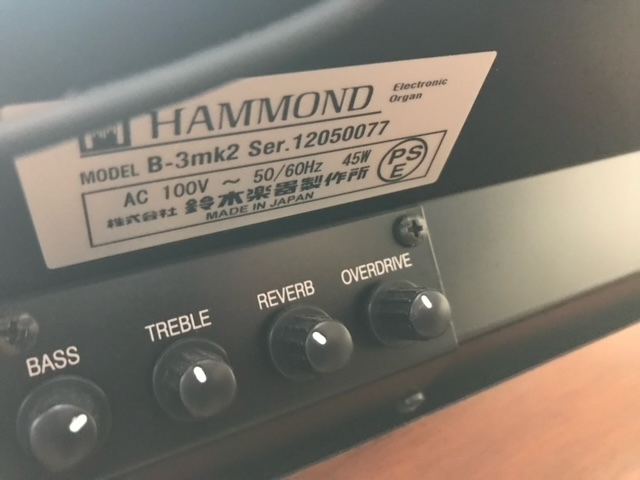 HAMMOND
Electronic
Organ
MODEL B-3mk2 Ser.12050077
AC 100V ~ 50/60Hz 45W
PS
E
株式会社 鈴木楽器製作所
MADE IN JAPAN
OVERDRIVE
REVERB
TREBLE
BASS